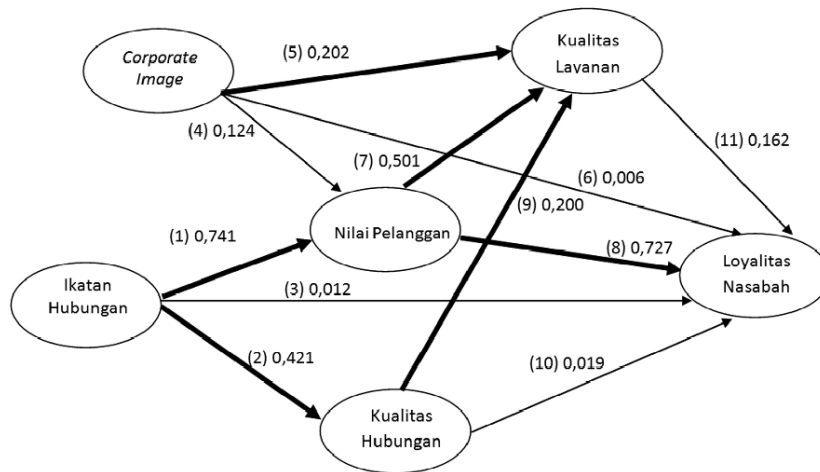 Kualitas
Layanan
(5) 0,202
Corporate
Image
(4) 0,124
(11) 0,162
(7) 0,501
(6) 0,006
(9) 0,200
(1) 0,741
Nilai Pelanggan
(8) 0,727
Loyalitas
Nasabah
Ikatan
Hubungan
(3) 0,012
(2) 0,421
(10) 0,019
Kualitas
Hubungan